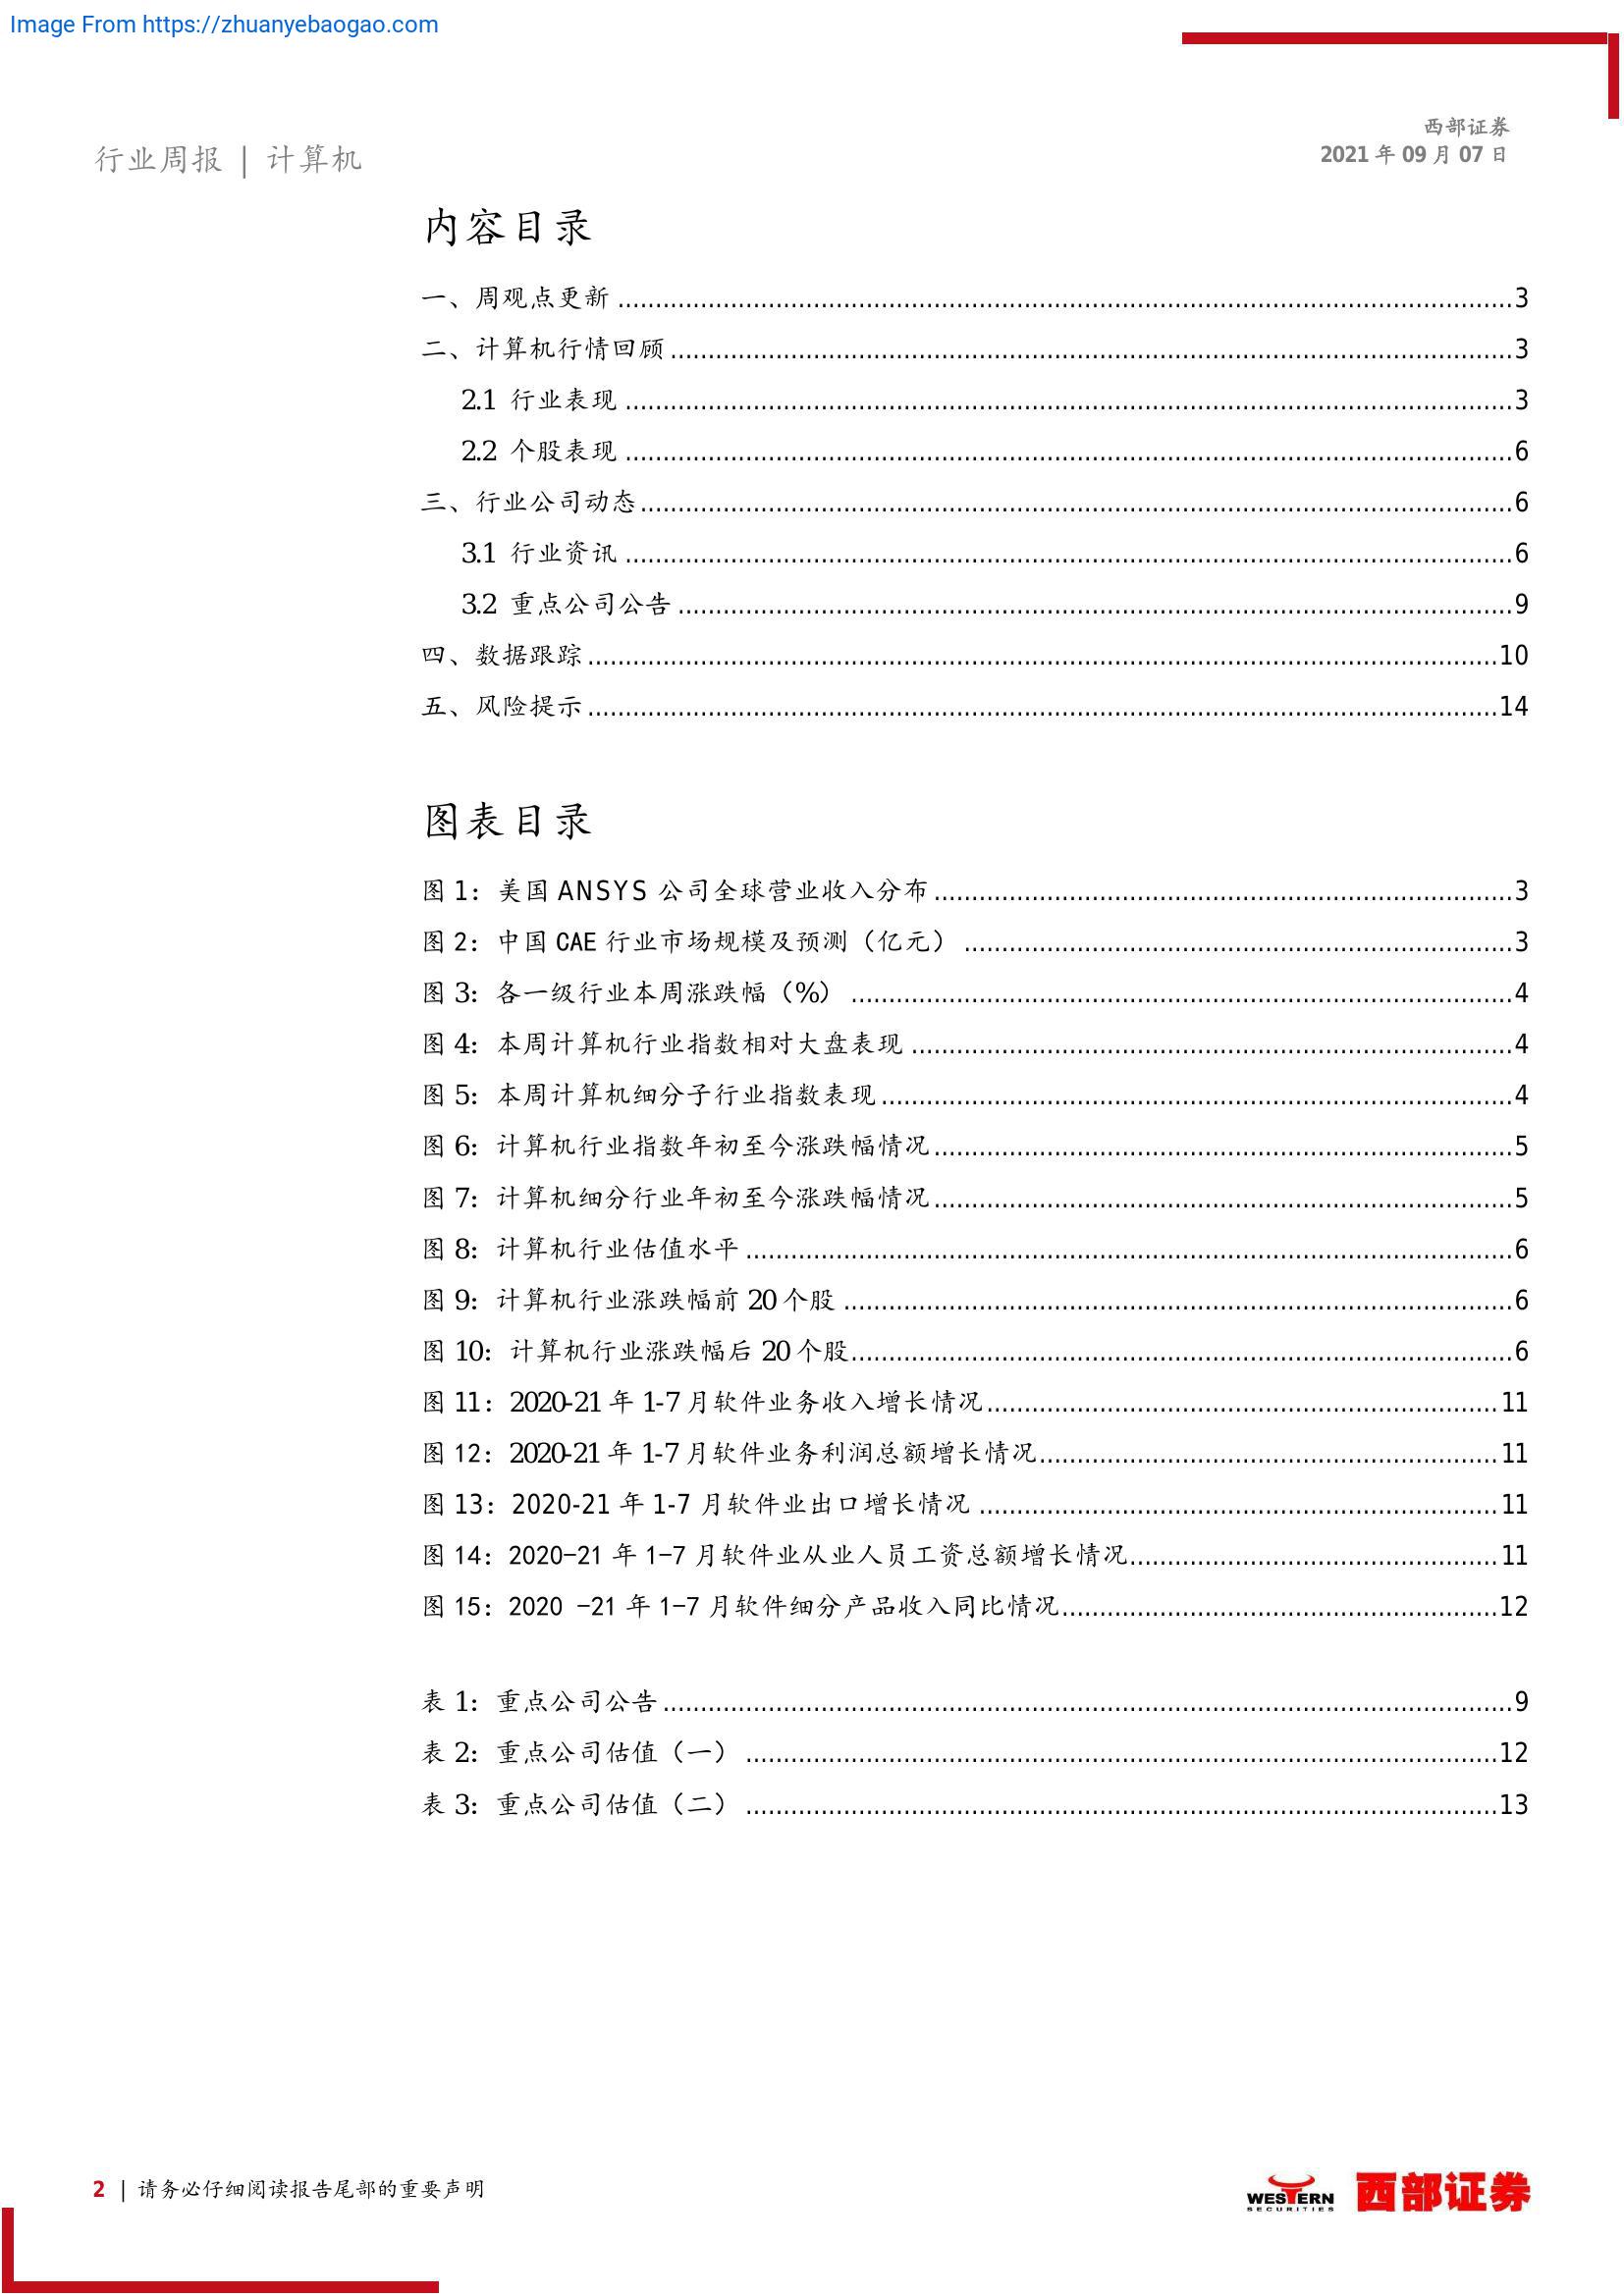 Image From https://zhuanyebaogao.com
西部证券
2021 年 09 月 07 日
行业周报 | 计算机
内容目录
一、周观点更新 ........ 3
二、计算机行情回顾 ........ 3
2.1 行业表现 ........ 3
2.2 个股表现 ........ 6
三、行业公司动态 ........ 6
3.1 行业资讯 ........ 6
3.2 重点公司公告 ........ 9
四、数据跟踪 ........ 10
五、风险提示 ........ 14
图表目录
图 1：美国 ANSYS 公司全球营业收入分布 ........ 3
图 2：中国 CAE 行业市场规模及预测（亿元） ........ 3
图 3：各一级行业本周涨跌幅（%） ........ 4
图 4：本周计算机行业指数相对大盘表现 ........ 4
图 5：本周计算机细分子行业指数表现 ........ 4
图 6：计算机行业指数年初至今涨跌幅情况 ........ 5
图 7：计算机细分行业年初至今涨跌幅情况 ........ 5
图 8：计算机行业估值水平 ........ 6
图 9：计算机行业涨跌幅前 20 个股 ........ 6
图 10：计算机行业涨跌幅后 20 个股 ........ 6
图 11：2020-21 年 1-7 月软件业务收入增长情况 ........ 11
图 12：2020-21 年 1-7 月软件业务利润总额增长情况 ........ 11
图 13：2020-21 年 1-7 月软件业出口增长情况 ........ 11
图 14：2020-21 年 1-7 月软件业从业人员工资总额增长情况 ........ 11
图 15：2020 -21 年 1-7 月软件细分产品收入同比情况 ........ 12
表 1：重点公司公告 ........ 9
表 2：重点公司估值（一） ........ 12
表 3：重点公司估值（二） ........ 13
2 | 请务必仔细阅读报告尾部的重要声明
WESTERN
SECURITIES
西部证券